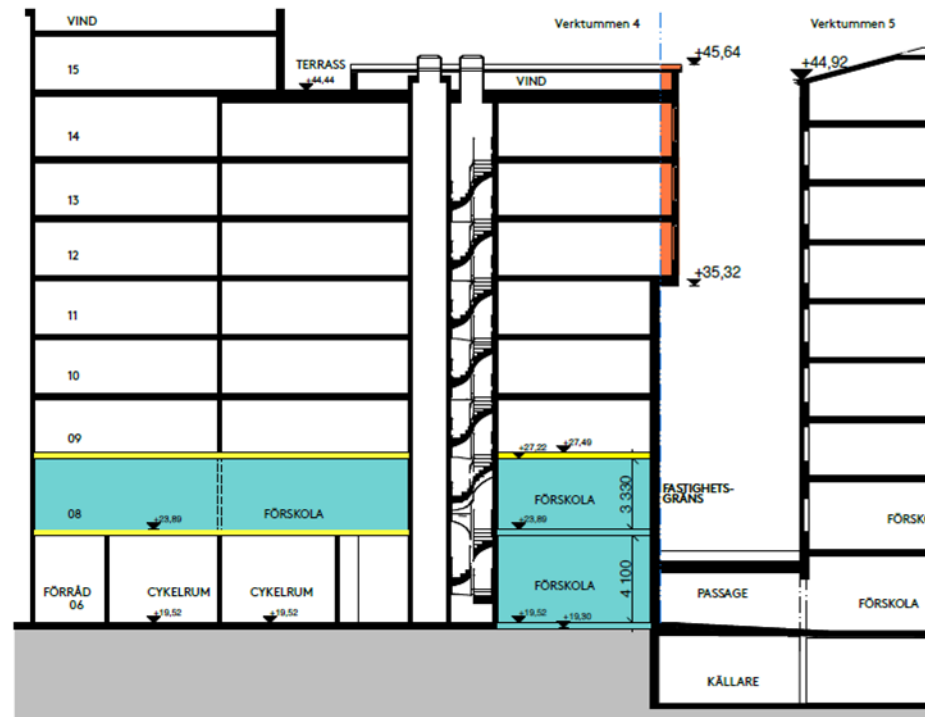 VIND
Verktummen 4
Verktummen 5
+45,64
15
TERRASS
+44,44
VIND
+44,92
14
13
12
+35,32
11
10
09
+27,22
+27,49
08
+23,89
FÖRSKOLA
FÖRSKOLA
3 330
+23,89
FASTIGHETS-
GRÄNS
FÖRSK
FÖRRÅD
06
CYKELRUM
CYKELRUM
FÖRSKOLA
4 100
PASSAGE
FÖRSKOLA
+19,52
+19,52
+19,52
+19,30
KÄLLARE